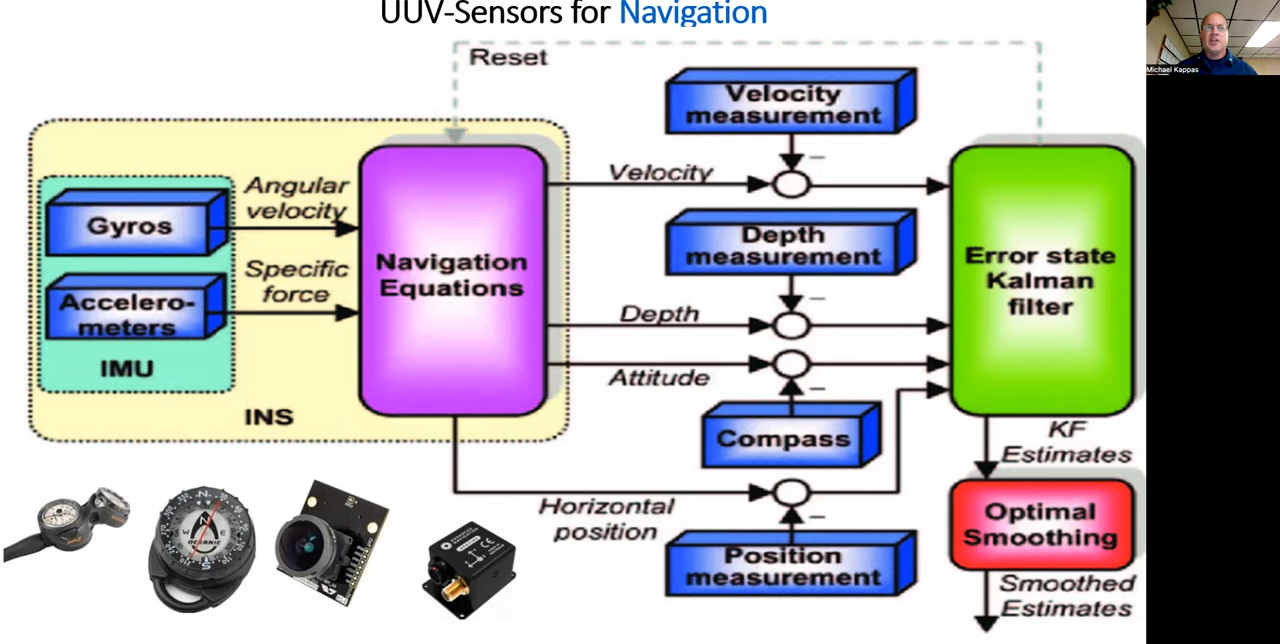 UUV-Sensors for Navigation
Michael Kappas
Reset
Velocity
measurement
Angular
velocity
Velocity
Gyros
Depth
measurement
Navigation
Equations
Error state
Kalman
filter
Specific
force
Accelero-
meters
Depth
IMU
Attitude
INS
Compass
KF
Estimates
Horizontal
position
Optimal
Smoothing
Position
measurement
Smoothed
Estimates
N
N
W
E
OCEANIC
S
CE